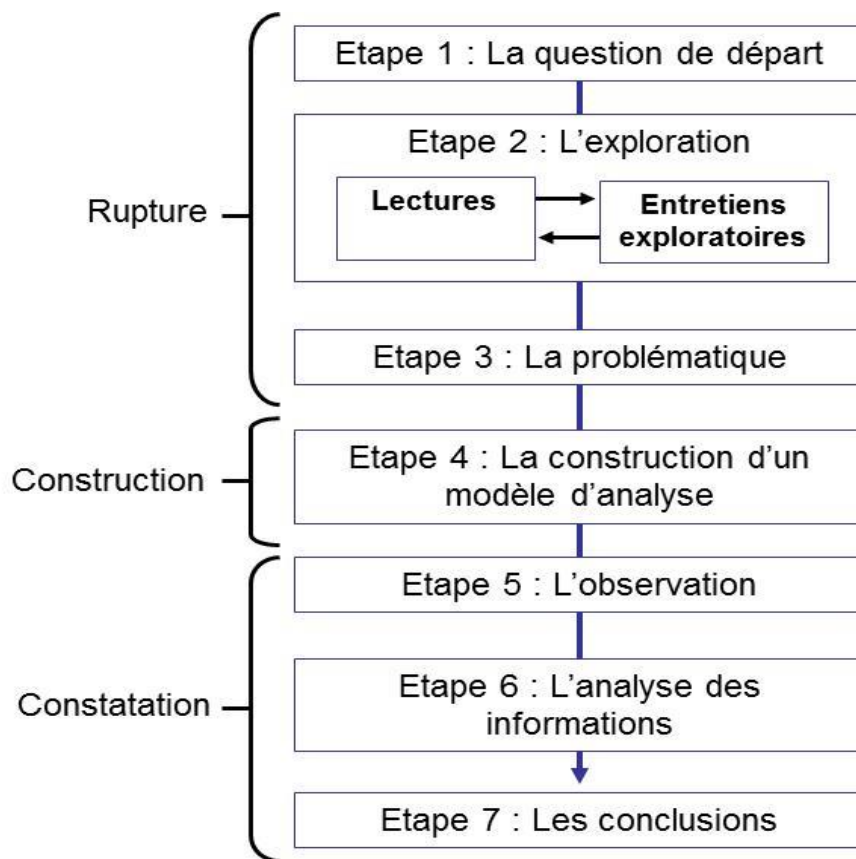 Etape 1 : La question de départ
Etape 2 : L’exploration
Lectures
Entretiens
exploratoires
Rupture
Etape 3 : La problématique
Etape 4 : La construction d’un
modèle d’analyse
Construction
Etape 5 : L’observation
Etape 6 : L’analyse des
informations
Constatation
Etape 7 : Les conclusions